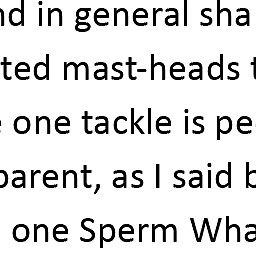 nd in general sha
ted mast-heads t
one tackle is pe
parent, as I said b
one Sperm Wha